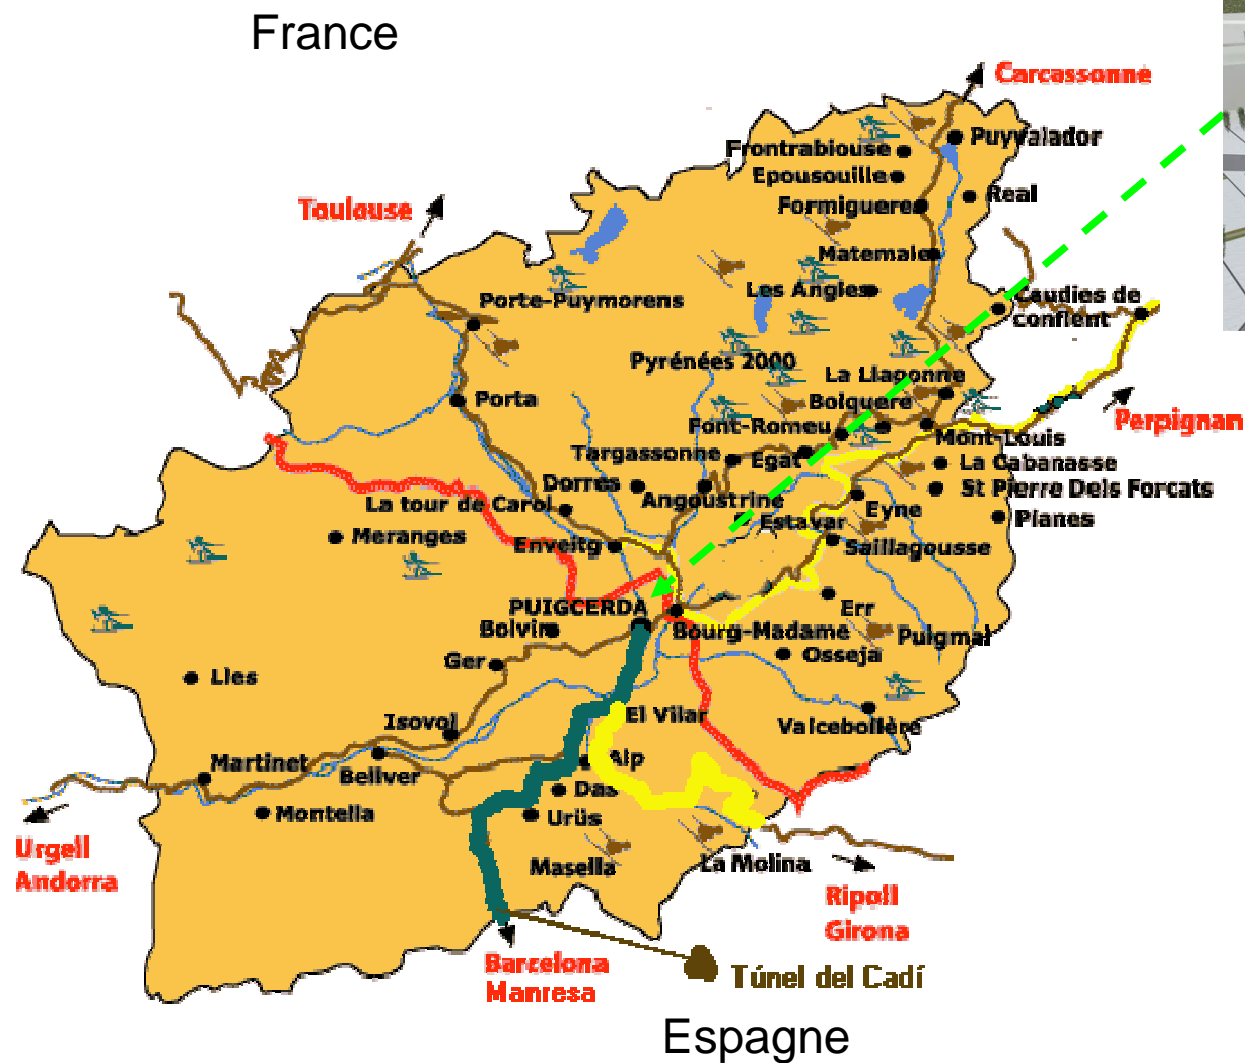 France
Carcassonne
Puyvalador
Frontrabiouse
Epousouille
Real
Formiguere
Toulouse
Matemale
Les Angles
Caudies de
conflent
Porte-Puymorens
Pyrénées 2000
La Llagonne
Bolquere
Porta
Font-Romeu
Perpignan
Mont-Louis
Targassonne
Egat
La Cabanasse
Dorres
Angoustrine
St Pierre Dels Forcats
La tour de Carol
Eyne
Planes
Estavar
Meranges
Enveitg
Saillagousse
PUIGCERDA
Err
Bolvir
Bourg-Madame
Puigmal
Osseja
Ger
Lles
El Vilar
Valcebollère
Isovol
Martinet
Bellver
Alp
Das
Montella
Urüs
Urgell
Andorra
Masella
La Molina
Ripoll
Girona
Barcelona
Manresa
Túnel del Cadí
Espagne